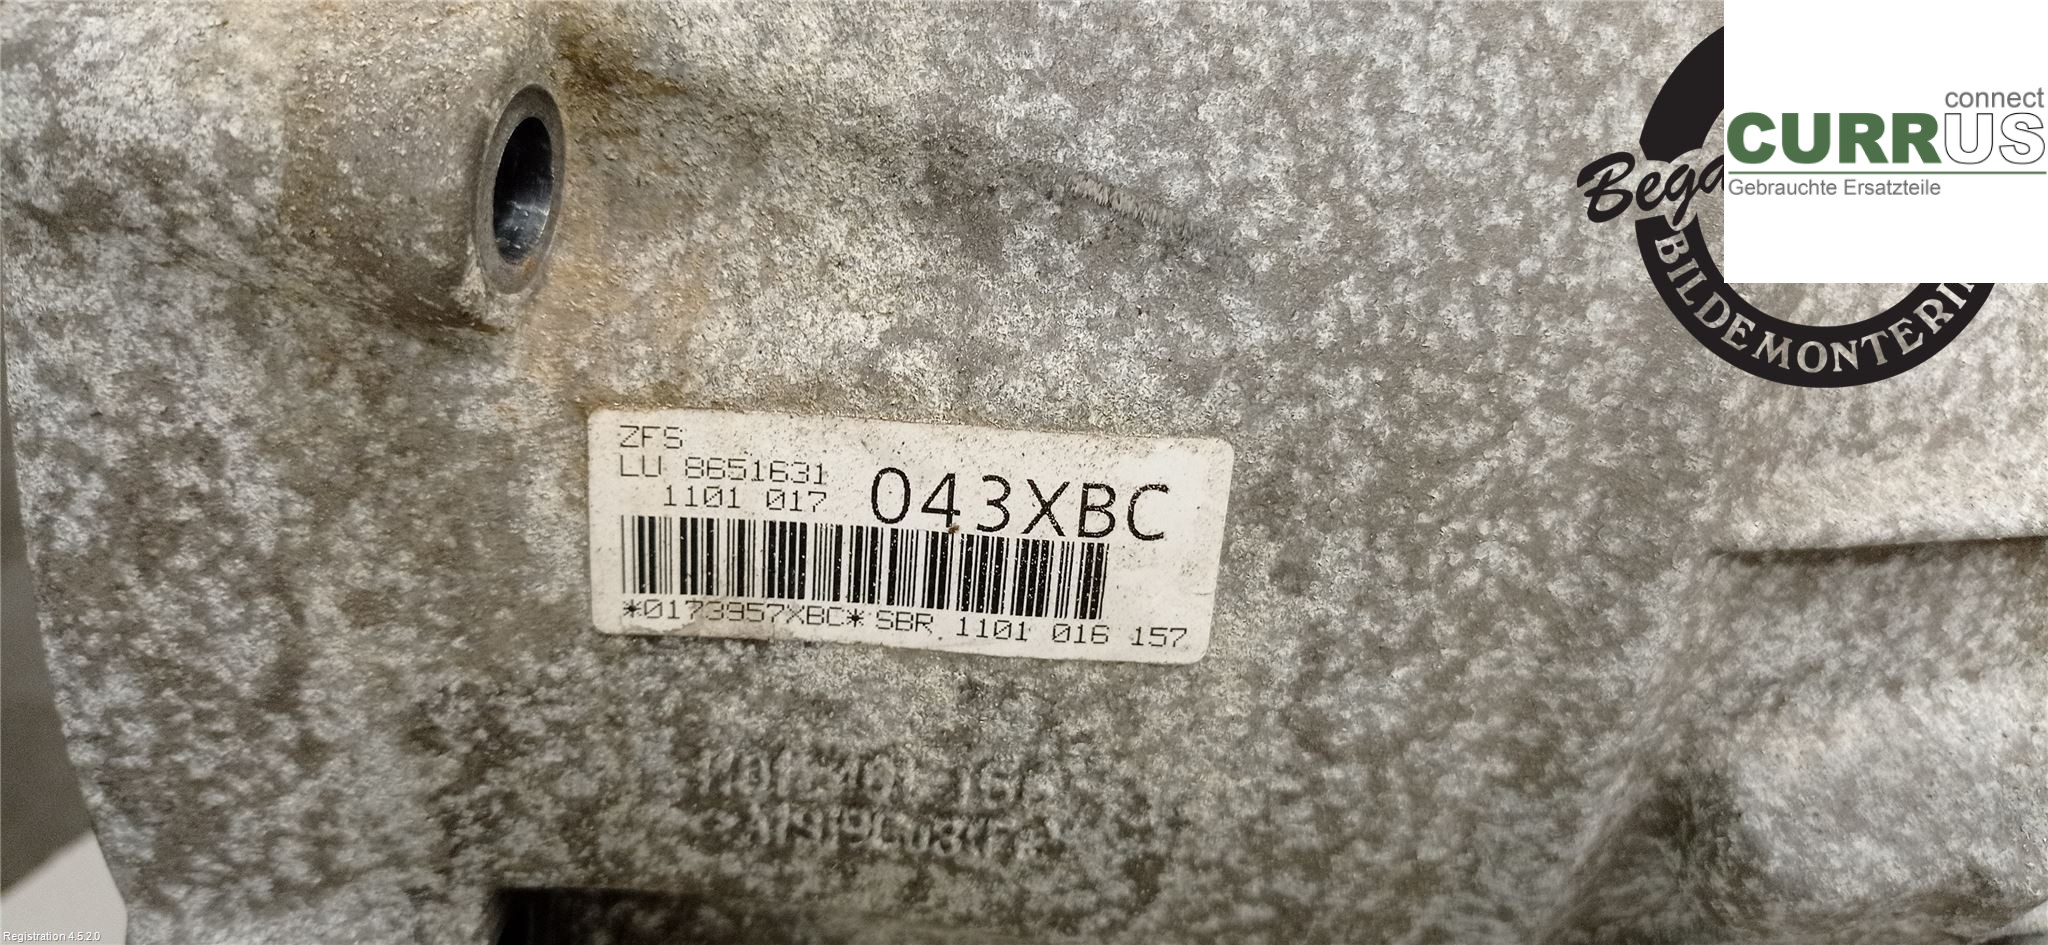 connect
CURRUS
Gebrauchte Ersatzteile
BILDEMONTERIN
ZFS
LU 8651631
1101 017
043XBC
*0173957XBC* SBR 1101 016 157
Registration 4.5.2.0